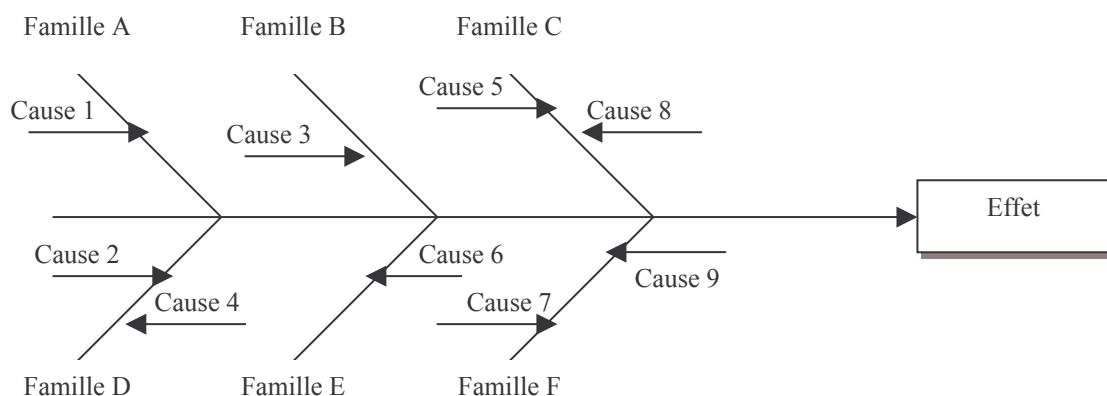 Famille A
Famille B
Famille C
Cause 1
Cause 3
Cause 5
Cause 8
Effet
Cause 2
Cause 4
Cause 6
Cause 7
Cause 9
Famille D
Famille E
Famille F